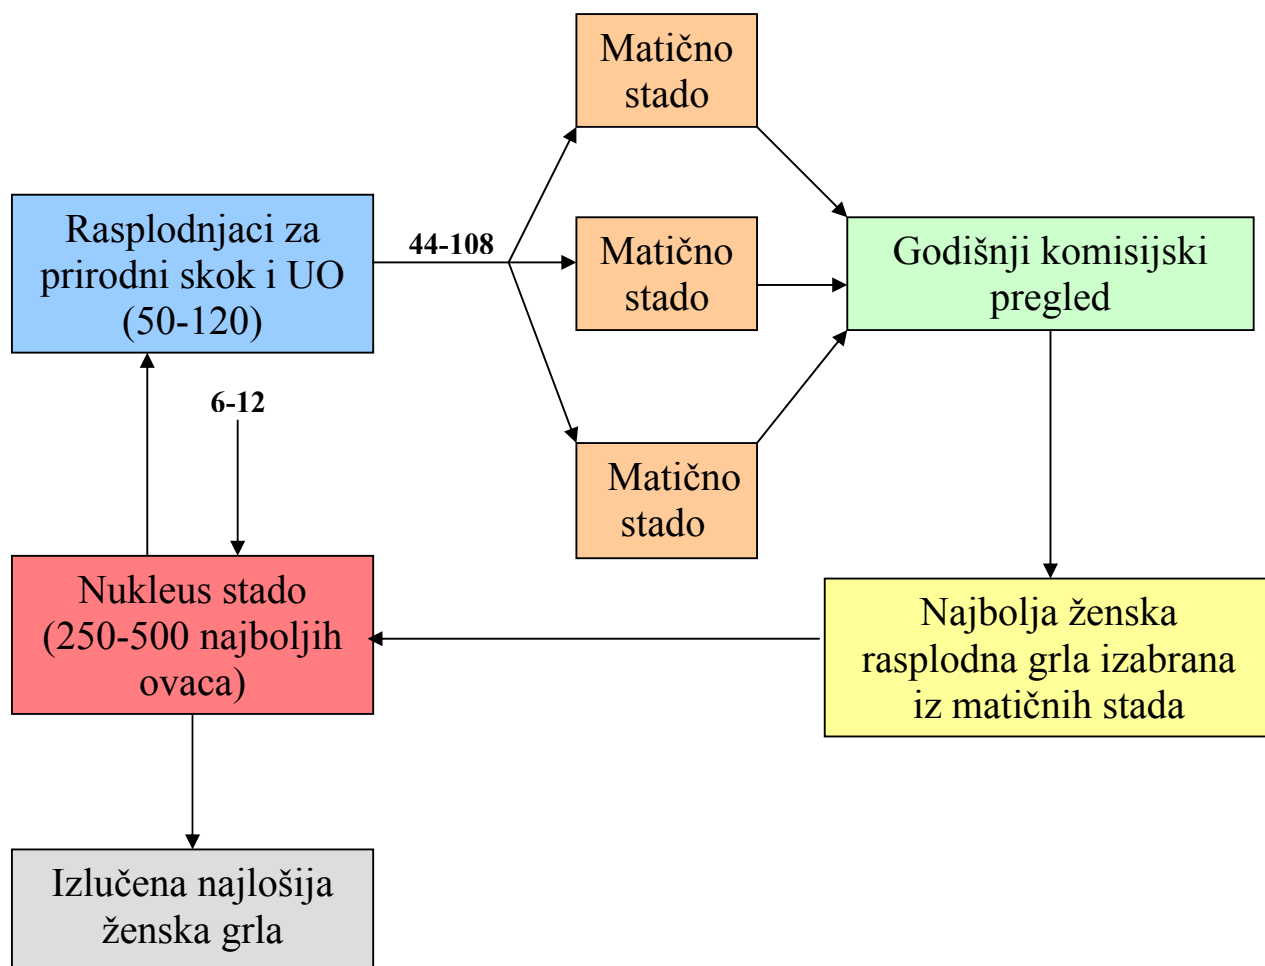 Matično
stado
Rasplodnjaci za
prirodni skok i UO
(50-120)
44-108
Matično
stado
Godišnji komisijski
pregled
6-12
Matično
stado
Nukleus stado
(250-500 najboljih
ovaca)
Najbolja ženska
rasplodna grla izabrana
iz matičnih stada
Izlučena najlošija
ženska grla